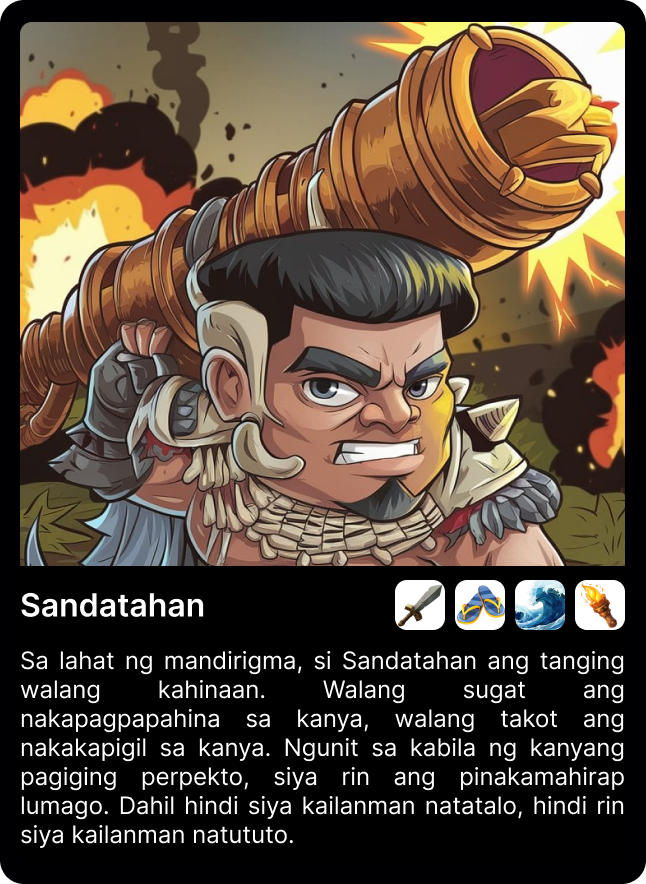 Sandatahan
Sa lahat ng mandirigma, si Sandatahan ang tanging
walang kahinaan. Walang sugat ang
nakapagpapahina sa kanya, walang takot ang
nakakapigil sa kanya. Ngunit sa kabila ng kanyang
pagiging perpekto, siya rin ang pinakamahirap
lumago. Dahil hindi siya kailanman natatalo, hindi rin
siya kailanman natututo.